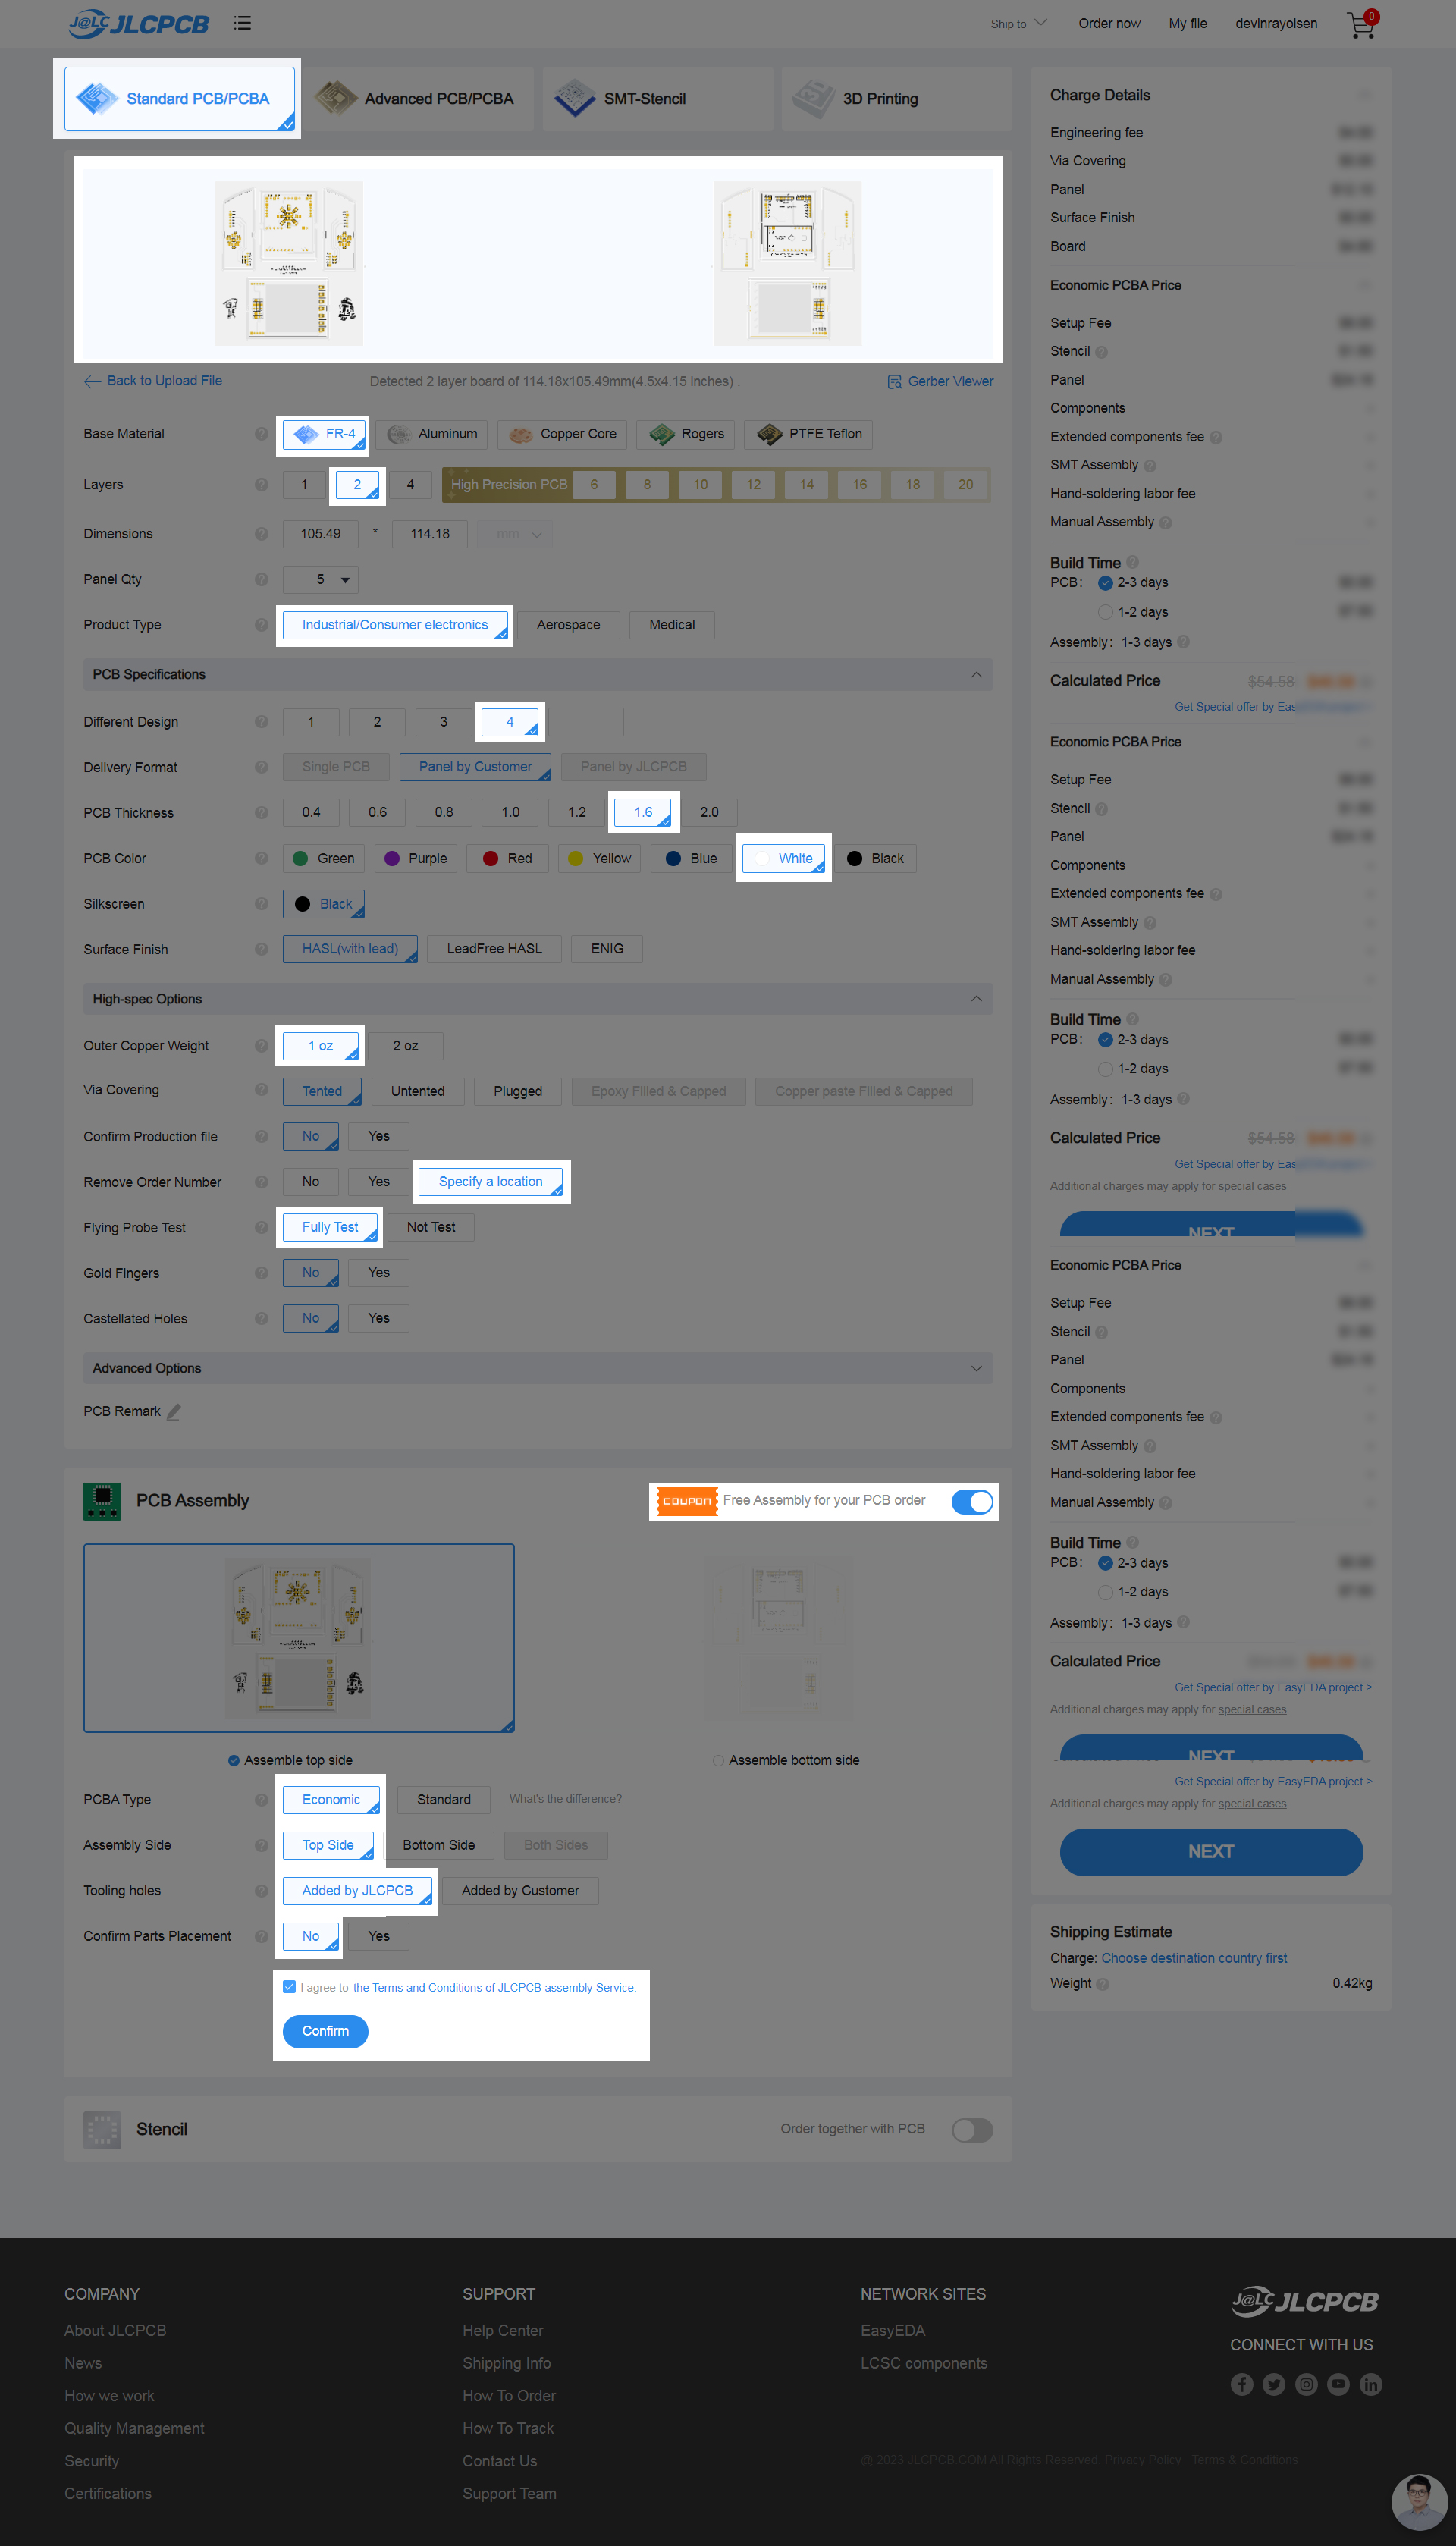 J@LC JLCPCB
Ship to
Order now
My file
devinrayolsen
0
Standard PCB/PCBA
Advanced PCB/PCBA
SMT-Stencil
3D Printing
Back to Upload File
Detected 2 layer board of 114.18x105.49mm(4.5x4.15 inches) .
Gerber Viewer
Base Material ? FR-4 Aluminum Copper Core Rogers PTFE Teflon
Layers ? 1 2 4 High Precision PCB 6 8 10 12 14 16 18 20
Dimensions ? 105.49 * 114.18 mm
Panel Qty ? 5
Product Type ? Industrial/Consumer electronics Aerospace Medical
PCB Specifications
Different Design ? 1 2 3 4
Delivery Format ? Single PCB Panel by Customer Panel by JLCPCB
PCB Thickness ? 0.4 0.6 0.8 1.0 1.2 1.6 2.0
PCB Color ? Green Purple Red Yellow Blue White Black
Silkscreen ? Black
Surface Finish ? HASL(with lead) LeadFree HASL ENIG
High-spec Options
Outer Copper Weight ? 1 oz 2 oz
Via Covering ? Tented Untented Plugged Epoxy Filled & Capped Copper paste Filled & Capped
Confirm Production file ? No Yes
Remove Order Number ? No Yes Specify a location
Flying Probe Test ? Fully Test Not Test
Gold Fingers ? No Yes
Castellated Holes ? No Yes
Advanced Options
PCB Remark
PCB Assembly
COUPON Free Assembly for your PCB order
Assemble top side
Assemble bottom side
PCBA Type ? Economic Standard What's the difference?
Assembly Side ? Top Side Bottom Side Both Sides
Tooling holes ? Added by JLCPCB Added by Customer
Confirm Parts Placement ? No Yes
I agree to the Terms and Conditions of JLCPCB assembly Service.
Confirm
Stencil
Order together with PCB
Charge Details
Engineering fee
Via Covering
Panel
Surface Finish
Board
Economic PCBA Price
Setup Fee
Stencil ?
Panel
Components
Extended components fee ?
SMT Assembly ?
Hand-soldering labor fee
Manual Assembly ?
Build Time ?
PCB: 2-3 days
1-2 days
Assembly: 1-3 days ?
Calculated Price $54.58
Get Special offer by Eas
Economic PCBA Price
Setup Fee
Stencil ?
Panel
Components
Extended components fee ?
SMT Assembly ?
Hand-soldering labor fee
Manual Assembly ?
Build Time ?
PCB: 2-3 days
1-2 days
Assembly: 1-3 days ?
Calculated Price $54.58
Get Special offer by Eas
Additional charges may apply for special cases
NEXT
Economic PCBA Price
Setup Fee
Stencil ?
Panel
Components
Extended components fee ?
SMT Assembly ?
Hand-soldering labor fee
Manual Assembly ?
Build Time ?
PCB: 2-3 days
1-2 days
Assembly: 1-3 days ?
Calculated Price
Get Special offer by EasyEDA project >
Additional charges may apply for special cases
NEXT
Get Special offer by EasyEDA project >
Additional charges may apply for special cases
NEXT
Shipping Estimate
Charge: Choose destination country first
Weight ? 0.42kg
COMPANY
About JLCPCB
News
How we work
Quality Management
Security
Certifications
SUPPORT
Help Center
Shipping Info
How To Order
How To Track
Contact Us
Support Team
NETWORK SITES
EasyEDA
LCSC components
J@LC JLCPCB
CONNECT WITH US
© 2023 JLCPCB.COM All Rights Reserved Privacy Policy Terms & Conditions